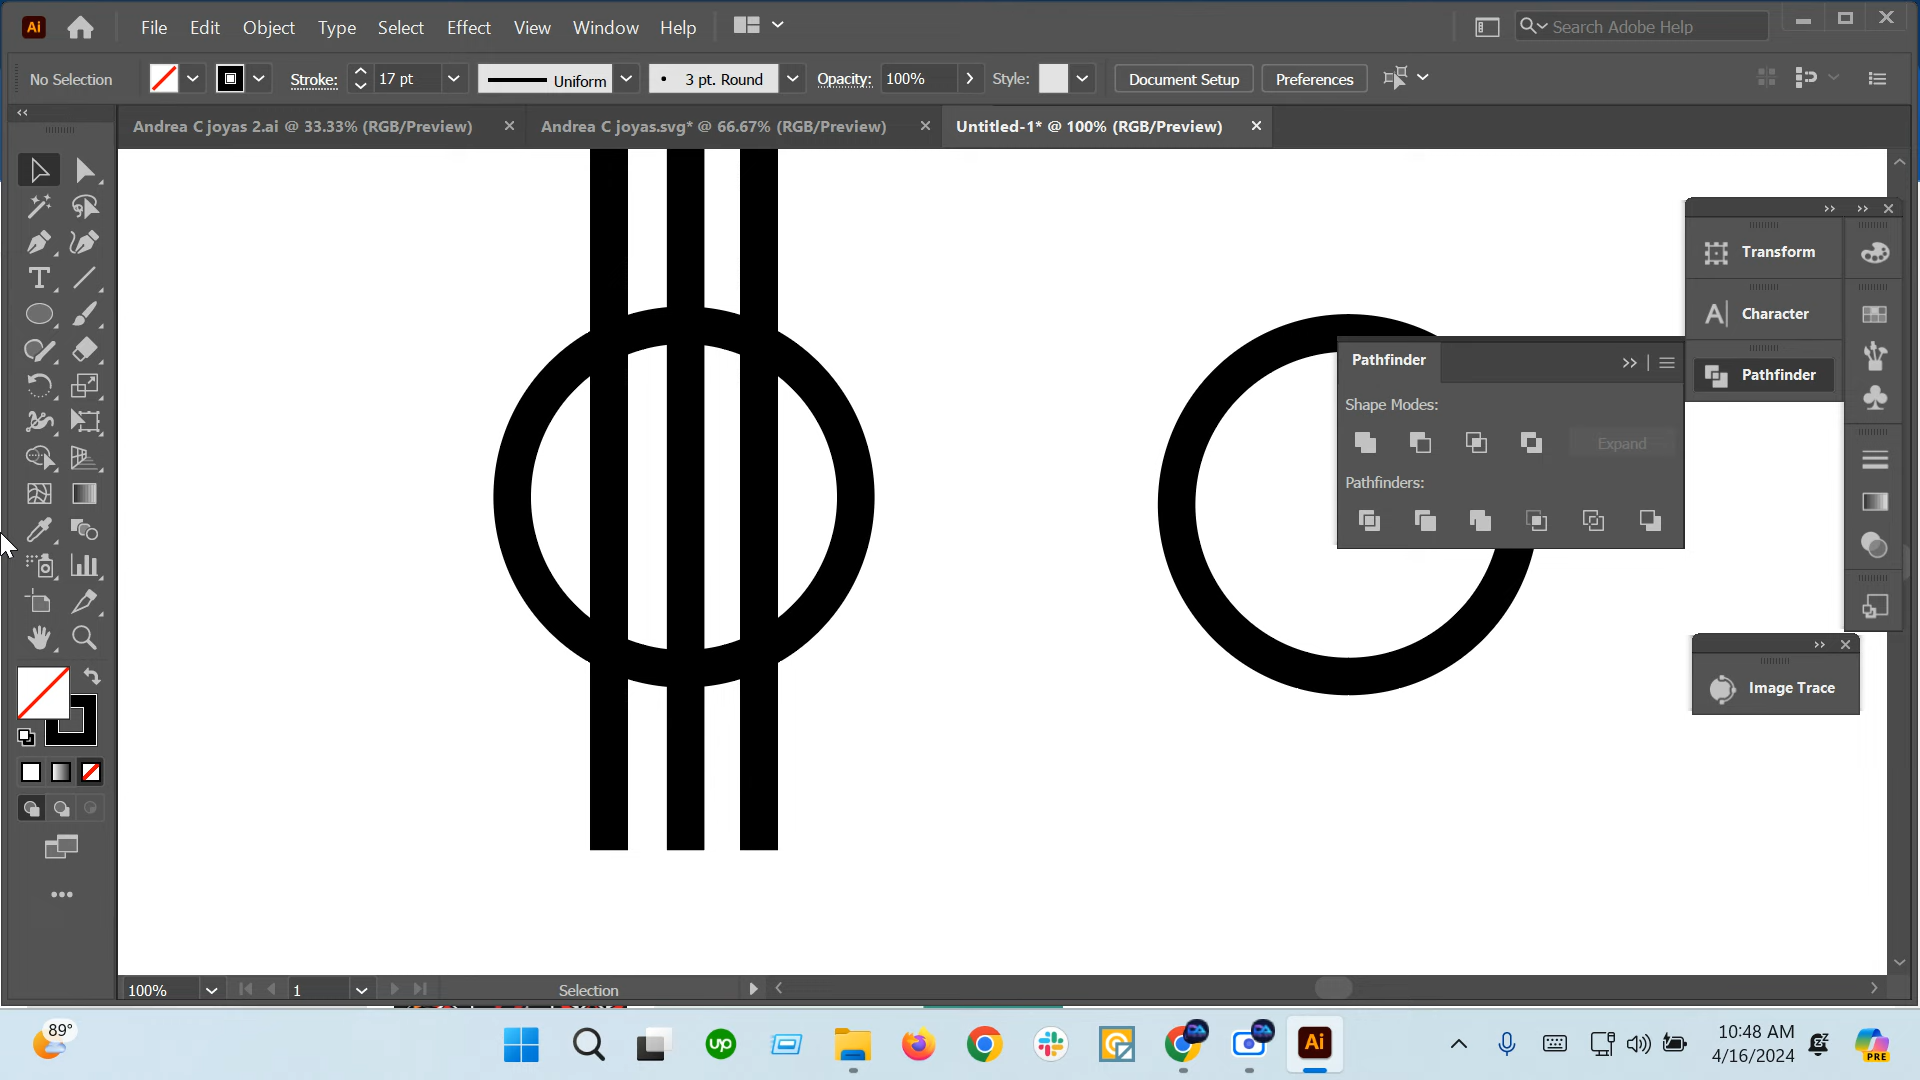 Ai File Edit Object Type Select Effect View Window Help Search Adobe Help
No Selection Stroke: 17 pt Uniform 3 pt. Round Opacity: 100% Style: Document Setup Preferences
Andrea C joyas 2.ai @ 33.33% (RGB/Preview) Andrea C joyas.svg* @ 66.67% (RGB/Preview) Untitled-1* @ 100% (RGB/Preview)
Transform
Character
Pathfinder
Pathfinder
Shape Modes:
Expand
Pathfinders:
Image Trace
100% 1 Selection
89° up Ai 10:48 AM
4/16/2024
PRE